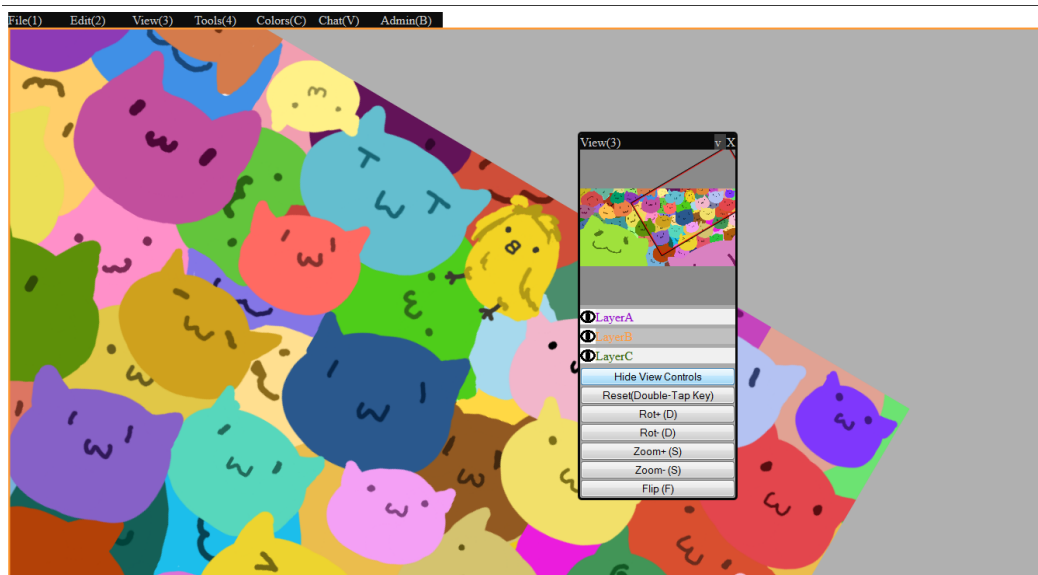 File(1) Edit(2) View(3) Tools(4) Colors(C) Chat(V) Admin(B)
View(3) v X
LayerA
LayerB
LayerC
Hide View Controls
Reset(Double-Tap Key)
Rot+ (D)
Rot- (D)
Zoom+ (S)
Zoom- (S)
Flip (F)